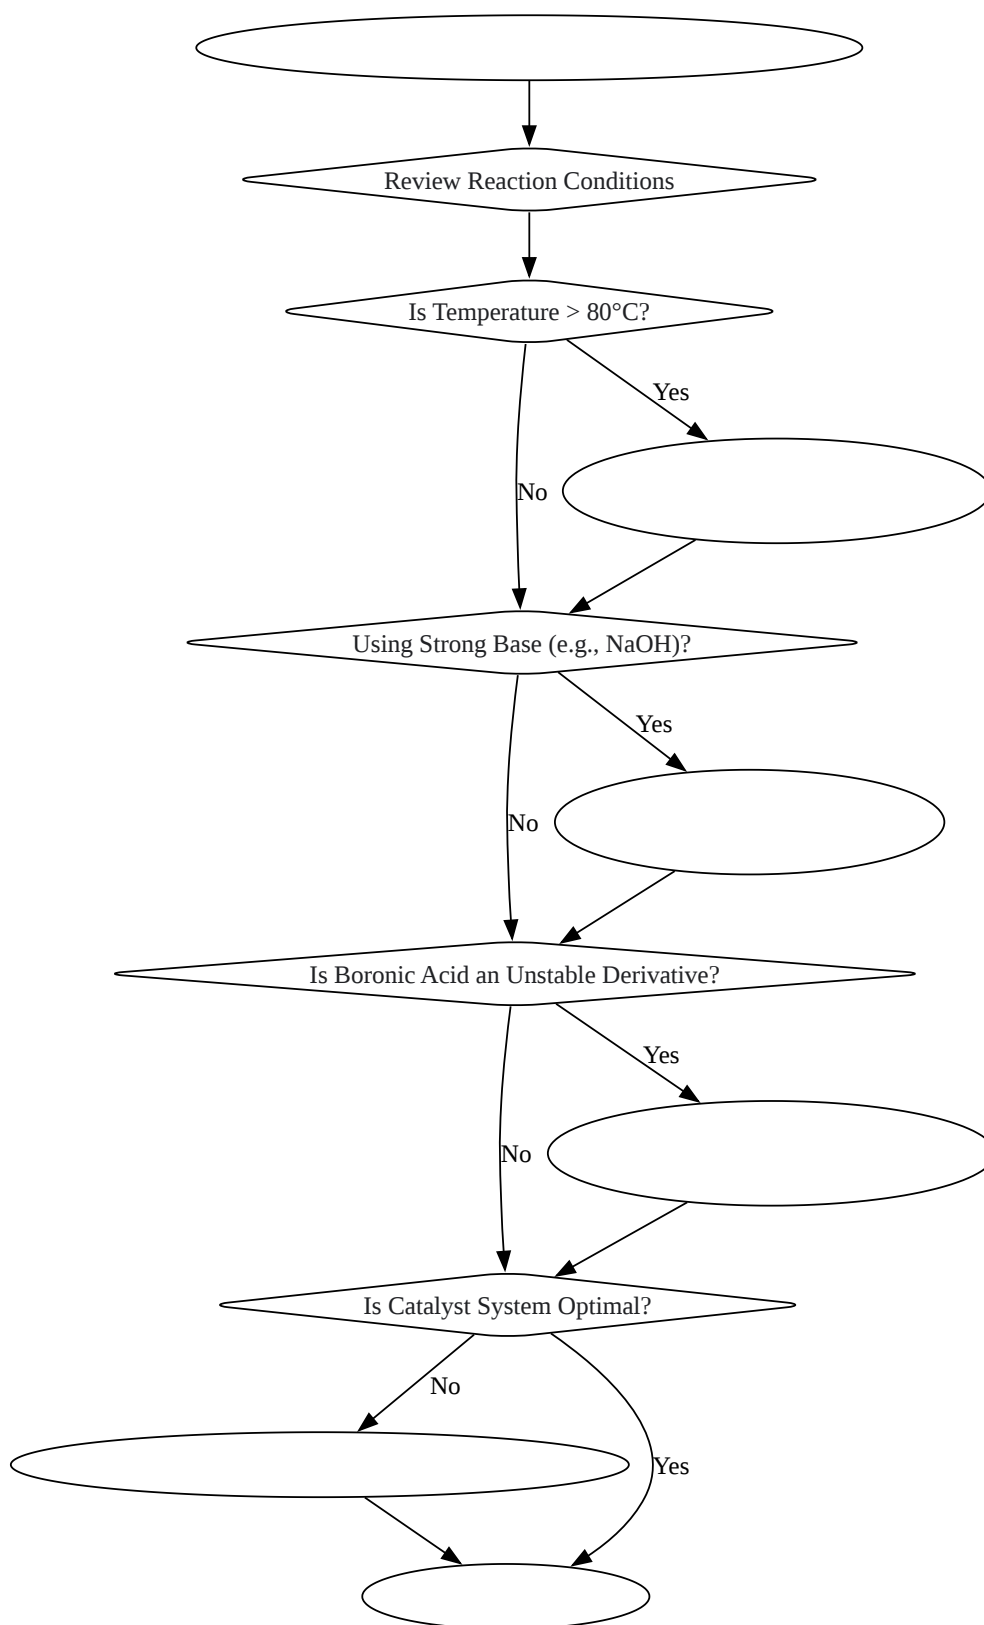 Review Reaction Conditions
Is Temperature > 80°C?
Yes
No
Using Strong Base (e.g., NaOH)?
Yes
No
Is Boronic Acid an Unstable Derivative?
Yes
No
Is Catalyst System Optimal?
No
Yes